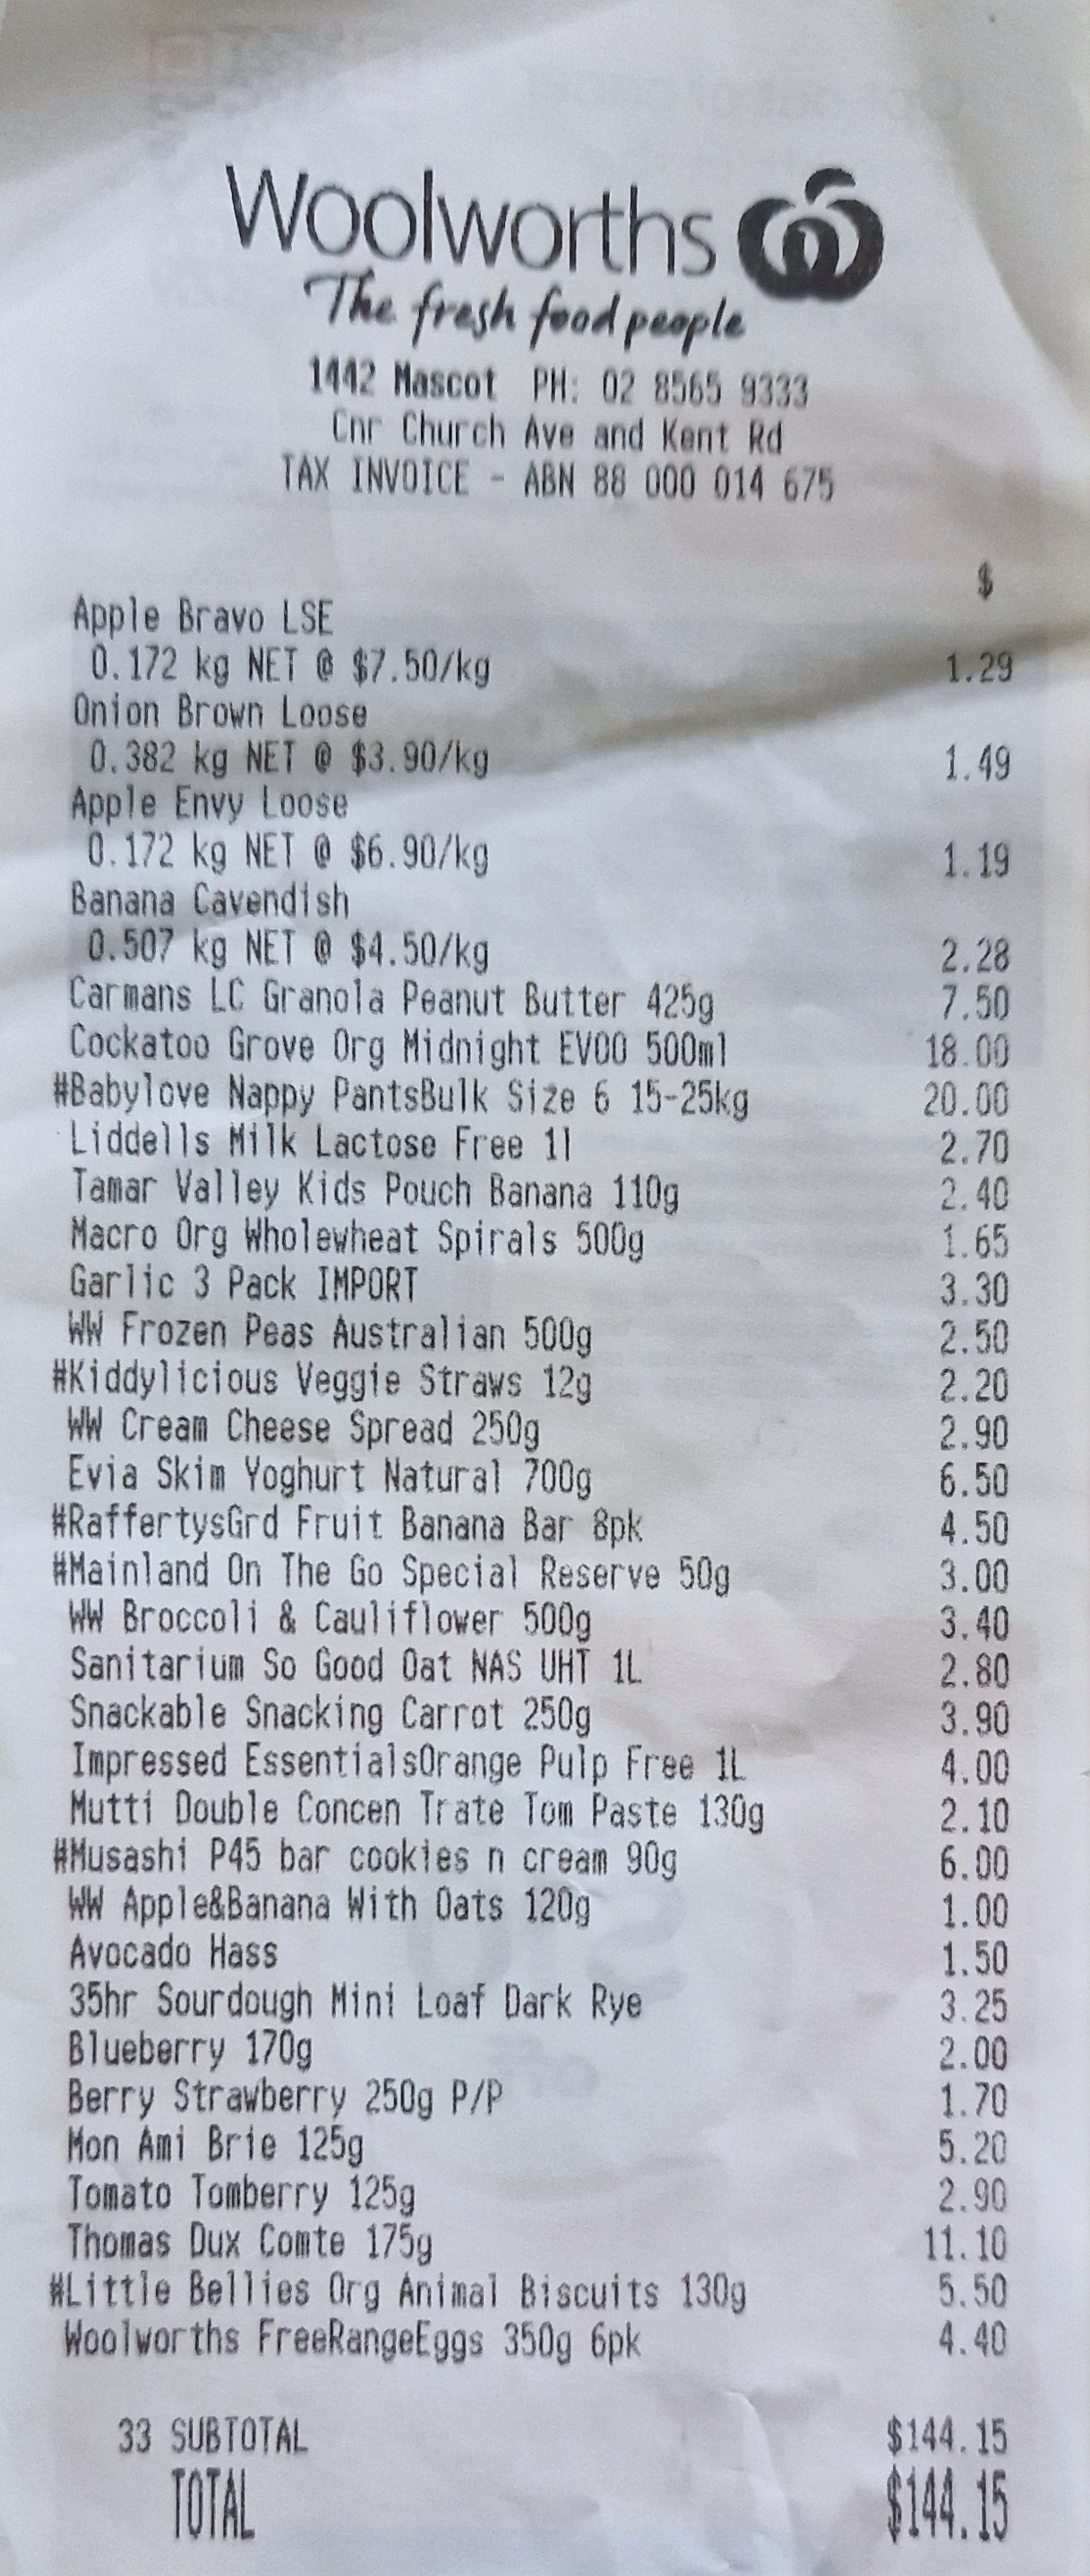 Woolworths
The fresh food people
1442 Mascot PH: 02 8565 9333
Cnr Church Ave and Kent Rd
TAX INVOICE - ABN 88 000 014 675
$
Apple Bravo LSE
0.172 kg NET @ $7.50/kg 1.29
Onion Brown Loose
0.382 kg NET @ $3.90/kg 1.49
Apple Envy Loose
0.172 kg NET @ $6.90/kg 1.19
Banana Cavendish
0.507 kg NET @ $4.50/kg 2.28
Carmans LC Granola Peanut Butter 425g 7.50
Cockatoo Grove Org Midnight EVOO 500ml 18.00
#Babylove Nappy PantsBulk Size 6 15-25kg 20.00
Liddells Milk Lactose Free 1l 2.70
Tamar Valley Kids Pouch Banana 110g 2.40
Macro Org Wholewheat Spirals 500g 1.65
Garlic 3 Pack IMPORT 3.30
WW Frozen Peas Australian 500g 2.50
#Kiddylicious Veggie Straws 12g 2.20
WW Cream Cheese Spread 250g 2.90
Evia Skim Yoghurt Natural 700g 6.50
#RaffertysGrd Fruit Banana Bar 8pk 4.50
#Mainland On The Go Special Reserve 50g 3.00
WW Broccoli & Cauliflower 500g 3.40
Sanitarium So Good Oat NAS UHT 1L 2.80
Snackable Snacking Carrot 250g 3.90
Impressed EssentialsOrange Pulp Free 1L 4.00
Mutti Double Concen Trate Tom Paste 130g 2.10
#Musashi P45 bar cookies n cream 90g 6.00
WW Apple&Banana With Oats 120g 1.00
Avocado Hass 1.50
35hr Sourdough Mini Loaf Dark Rye 3.25
Blueberry 170g 2.00
Berry Strawberry 250g P/P 1.70
Mon Ami Brie 125g 5.20
Tomato Tomberry 125g 2.90
Thomas Dux Comte 175g 11.10
#Little Bellies Org Animal Biscuits 130g 5.50
Woolworths FreeRangeEggs 350g 6pk 4.40
33 SUBTOTAL $144.15
TOTAL $144.15